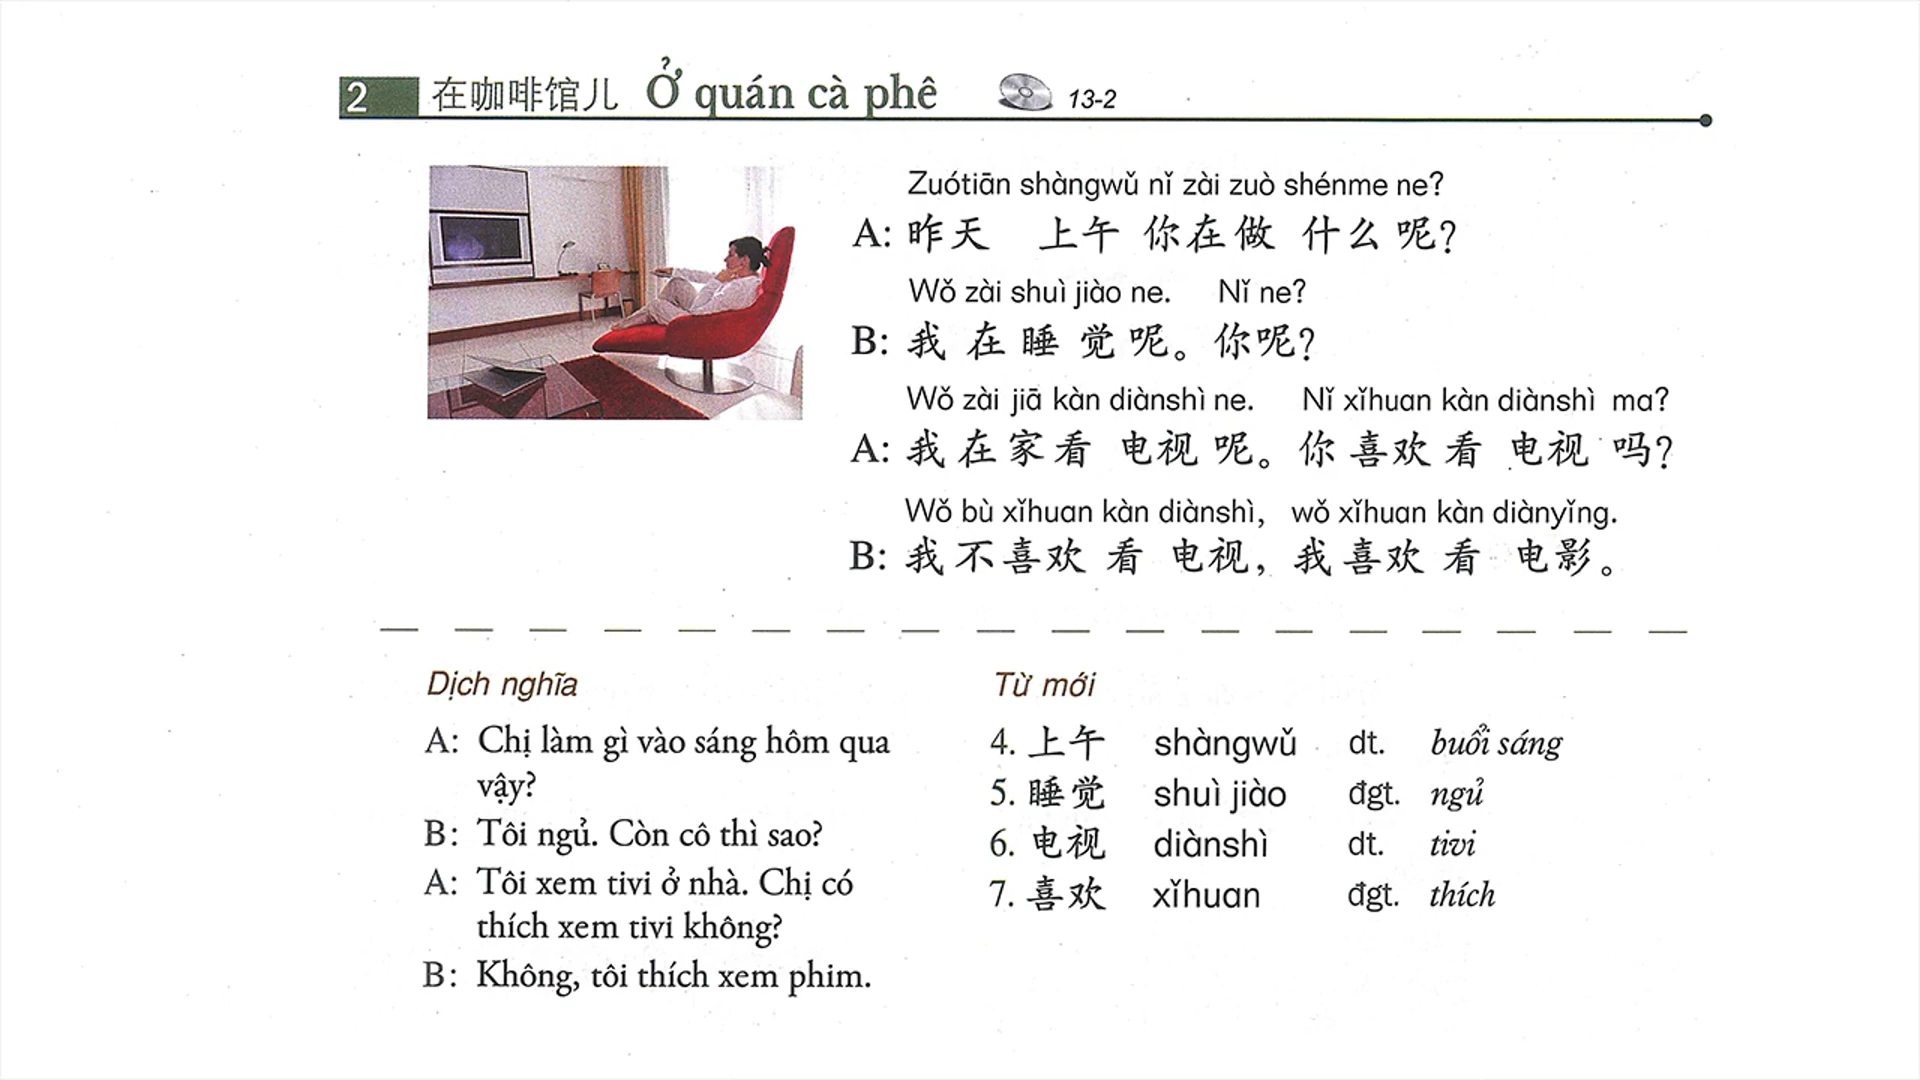 2 在咖啡馆儿 Ở quán cà phê 13-2
Zuótiān shàngwǔ nǐ zài zuò shénme ne?
A: 昨天 上午 你在做 什么 呢?
Wǒ zài shuì jiào ne. Nǐ ne?
B: 我 在 睡 觉 呢。 你呢?
Wǒ zài jiā kàn diànshì ne. Nǐ xǐhuan kàn diànshì ma?
A: 我 在 家 看 电视 呢。 你 喜欢 看 电视 吗?
Wǒ bù xǐhuan kàn diànshì, wǒ xǐhuan kàn diànyǐng.
B: 我 不 喜欢 看 电视, 我 喜欢 看 电影。
Dịch nghĩa
A: Chị làm gì vào sáng hôm qua
vậy?
B: Tôi ngủ. Còn cô thì sao?
A: Tôi xem tivi ở nhà. Chị có
thích xem tivi không?
B: Không, tôi thích xem phim.
Từ mới
4. 上午 shàngwǔ dt. buổi sáng
5. 睡觉 shuì jiào đgt. ngủ
6. 电视 diànshì dt. tivi
7. 喜欢 xǐhuan đgt. thích